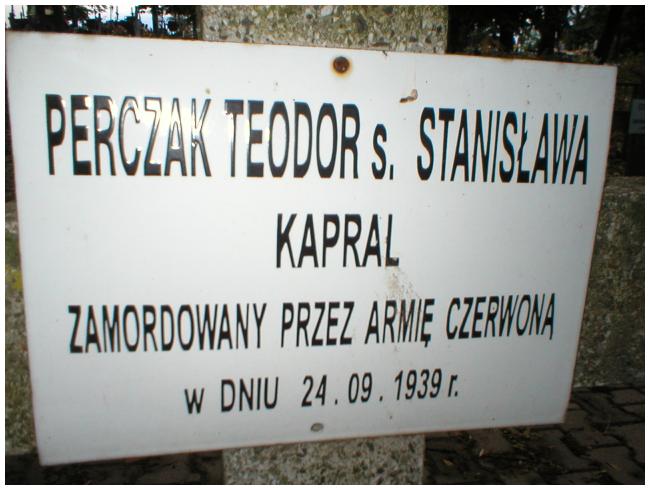 PERCZAK TEODOR s. STANISŁAWA
KAPRAL
ZAMORDOWANY PRZEZ ARMIĘ CZERWONĄ
w DNIU 24.09.1939 r.